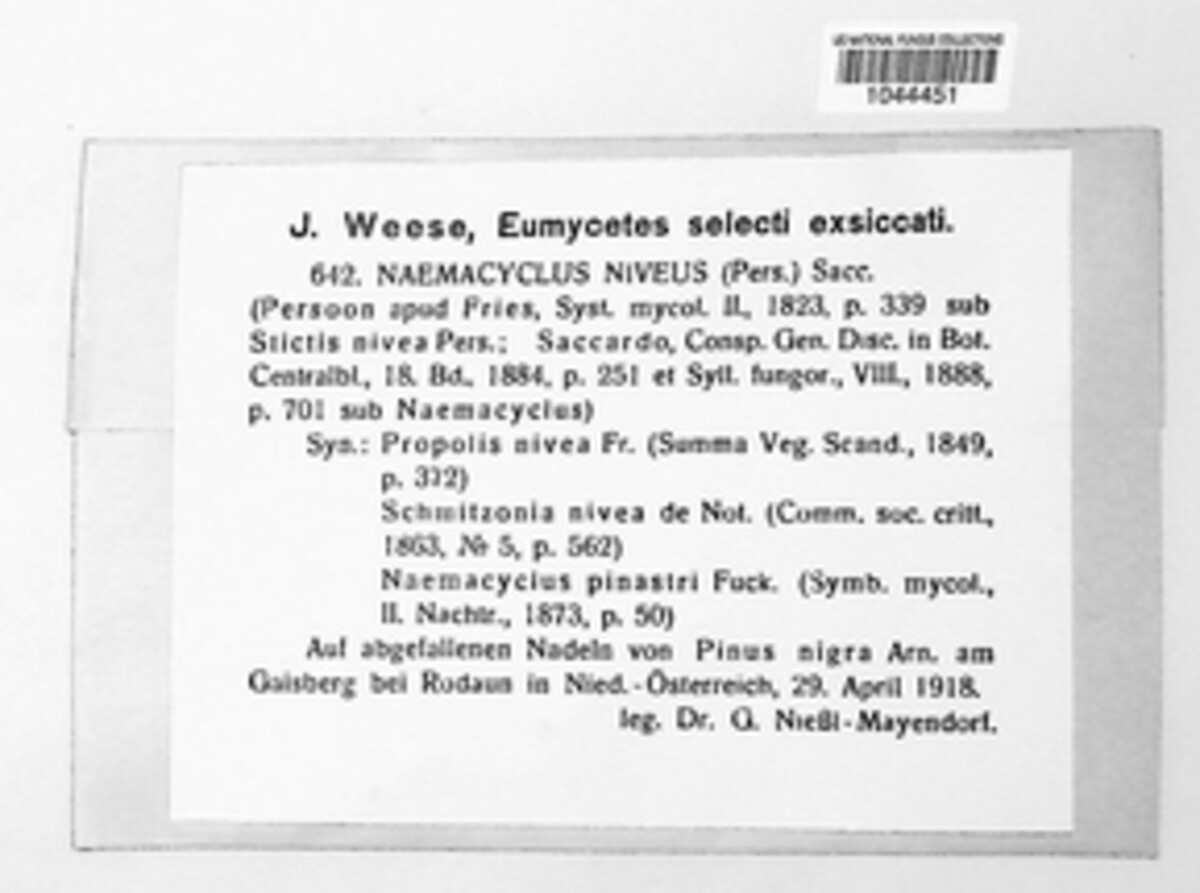 US NATIONAL FUNGUS COLLECTIONS
1044451
J. Weese, Eumycetes selecti exsiccati.
642. NAEMACYCLUS NIVEUS (Pers.) Sacc.
(Persoon apud Fries, Syst. mycol. II., 1823, p. 339 sub
Stictis nivea Pers.; Saccardo, Consp. Gen. Disc. in Bot.
Centralbl., 18. Bd., 1884, p. 251 et Syll. fungor., VIII., 1888,
p. 701 sub Naemacyclus)
Syn.: Propolis nivea Fr. (Summa Veg. Scand., 1849,
p.
Schmitzonia nivea de Not. (Comm. soc. critt.,
1863, № 5, p. 562)
Naemacyclus pinastri Fuck. (Symb. mycol.,
II. Nachtr., 1873, p. 50)
Auf abgefallenen Nadeln von Pinus nigra Arn. am
Gaisberg bei Rodaun in Nied.-Österreich, 29. April 1918.
leg. Dr. G. Nießl-Mayendorf.